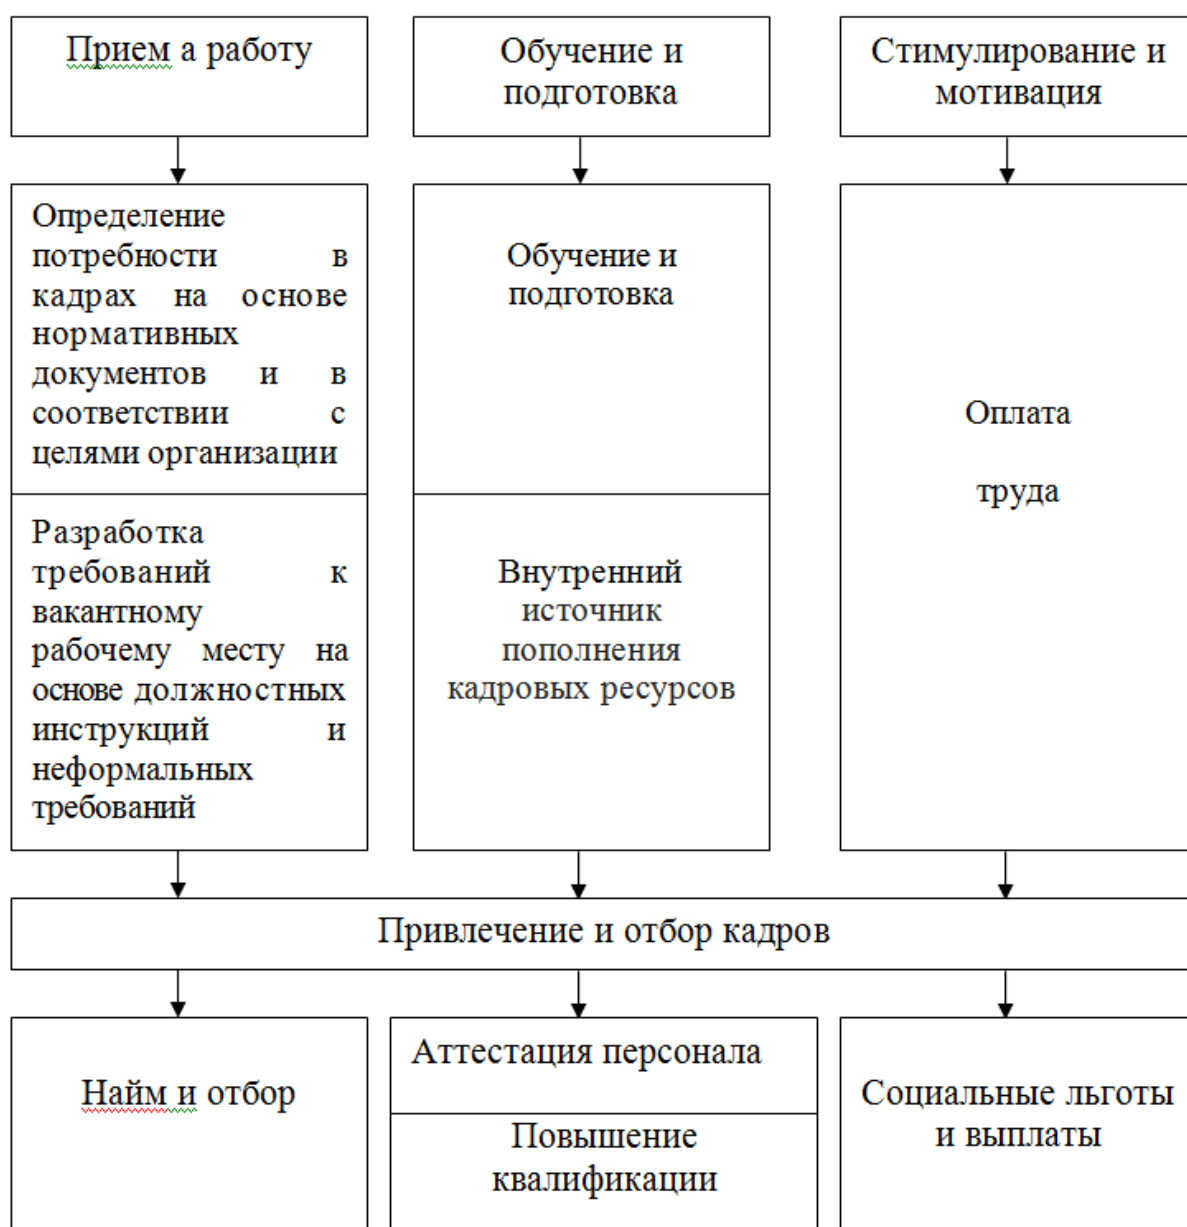 Прием а работу
Обучение и
подготовка
Стимулирование и
мотивация
Определение
потребности в
кадрах на основе
нормативных
документов и в
соответствии с
целями организации
Обучение и
подготовка
Оплата
труда
Разработка
требований к
вакантному
рабочему месту на
основе должностных
инструкций и
неформальных
требований
Внутренний
источник
пополнения
кадровых ресурсов
Привлечение и отбор кадров
Найм и отбор
Аттестация персонала
Повышение
квалификации
Социальные льготы
и выплаты